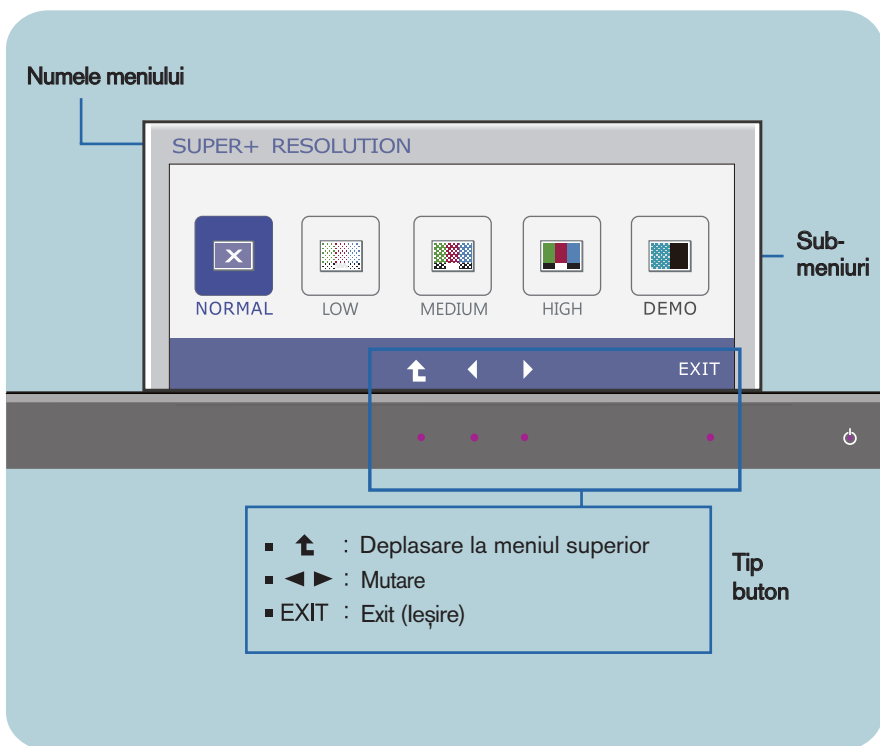 Numele meniului
SUPER+ RESOLUTION
NORMAL
LOW
MEDIUM
HIGH
DEMO
Sub-
meniuri
EXIT
: Deplasare la meniul superior
: Mutare
EXIT : Exit (Ieșire)
Tip
buton